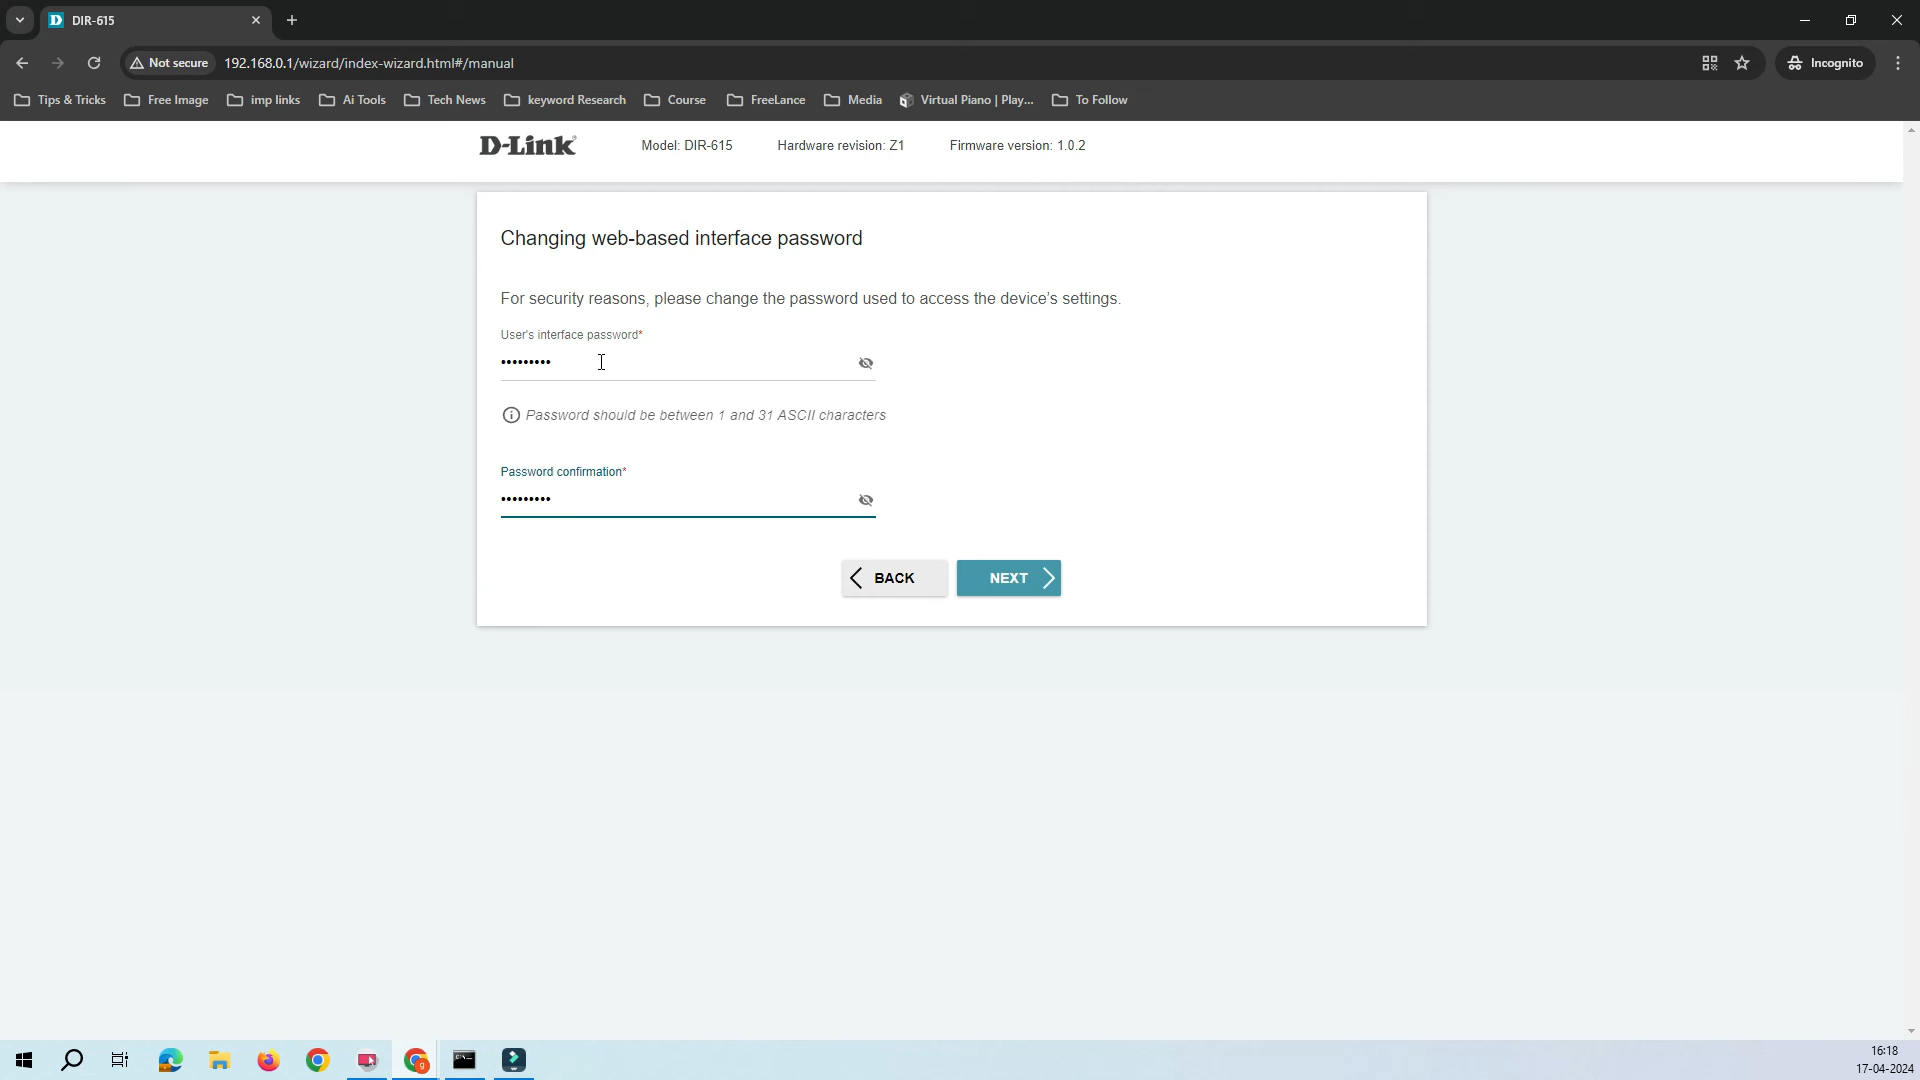 DIR-615
Not secure 192.168.0.1/wizard/index-wizard.html#/manual Incognito
Tips & Tricks Free Image imp links Ai Tools Tech News keyword Research Course FreeLance Media Virtual Piano | Play... To Follow
D-Link Model: DIR-615 Hardware revision: Z1 Firmware version: 1.0.2
Changing web-based interface password
For security reasons, please change the password used to access the device's settings.
User's interface password*
•••••••••
Password should be between 1 and 31 ASCII characters
Password confirmation*
•••••••••
BACK NEXT
16:18
17-04-2024